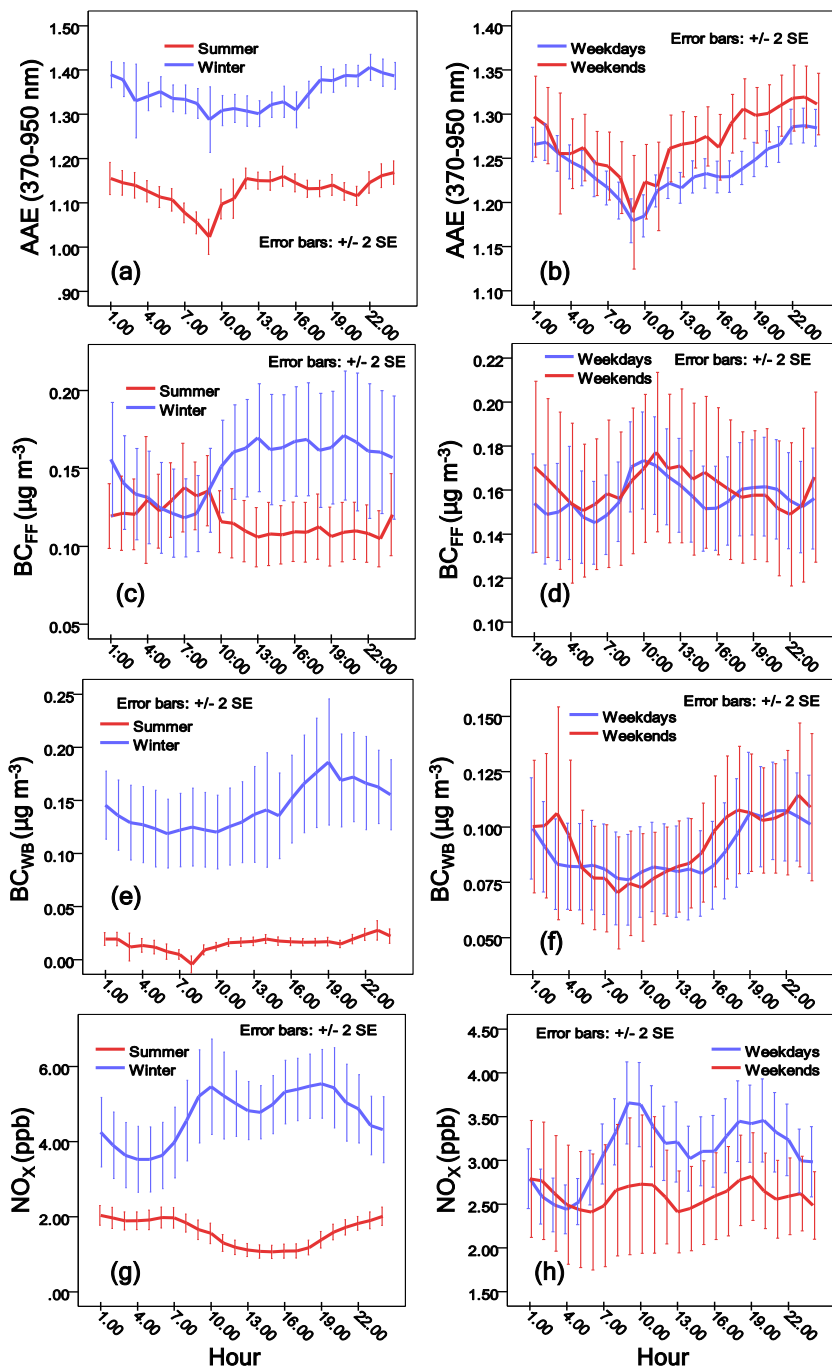 Summer
Winter
Error bars: +/- 2 SE
AAE (370-950 nm)
1.50
1.40
1.30
1.20
1.10
1.00
.90
(a)
1.00
4.00
7.00
10.00
13.00
16.00
19.00
22.00
Error bars: +/- 2 SE
Weekdays
Weekends
AAE (370-950 nm)
1.40
1.35
1.30
1.25
1.20
1.15
1.10
(b)
1.00
4.00
7.00
10.00
13.00
16.00
19.00
22.00
Error bars: +/- 2 SE
Summer
Winter
BCFF (µg m-3)
0.20
0.15
0.10
0.05
(c)
1:00
4:00
7:00
10:00
13:00
16:00
19:00
22:00
Weekdays
Weekends
Error bars: +/- 2 SE
BCFF (µg m-3)
0.22
0.20
0.18
0.16
0.14
0.12
0.10
(d)
1.00
4.00
7.00
10.00
13.00
16.00
19.00
22.00
Error bars: +/- 2 SE
Summer
Winter
BCWB (µg m-3)
0.25
0.20
0.15
0.10
0.05
0.00
(e)
1.00
4.00
7.00
10.00
13.00
16.00
19.00
22.00
Error bars: +/- 2 SE
Weekdays
Weekends
BCWB (µg m-3)
0.150
0.125
0.100
0.075
0.050
(f)
1.00
4.00
7.00
10.00
13.00
16.00
19.00
22.00
Error bars: +/- 2 SE
Summer
Winter
NOX (ppb)
6.00
4.00
2.00
.00
(g)
1.00
4.00
7.00
10.00
13.00
16.00
19.00
22.00
Hour
Error bars: +/- 2 SE
Weekdays
Weekends
NOX (ppb)
4.50
4.00
3.50
3.00
2.50
2.00
1.50
(h)
1.00
4.00
7.00
10.00
13.00
16.00
19.00
22.00
Hour